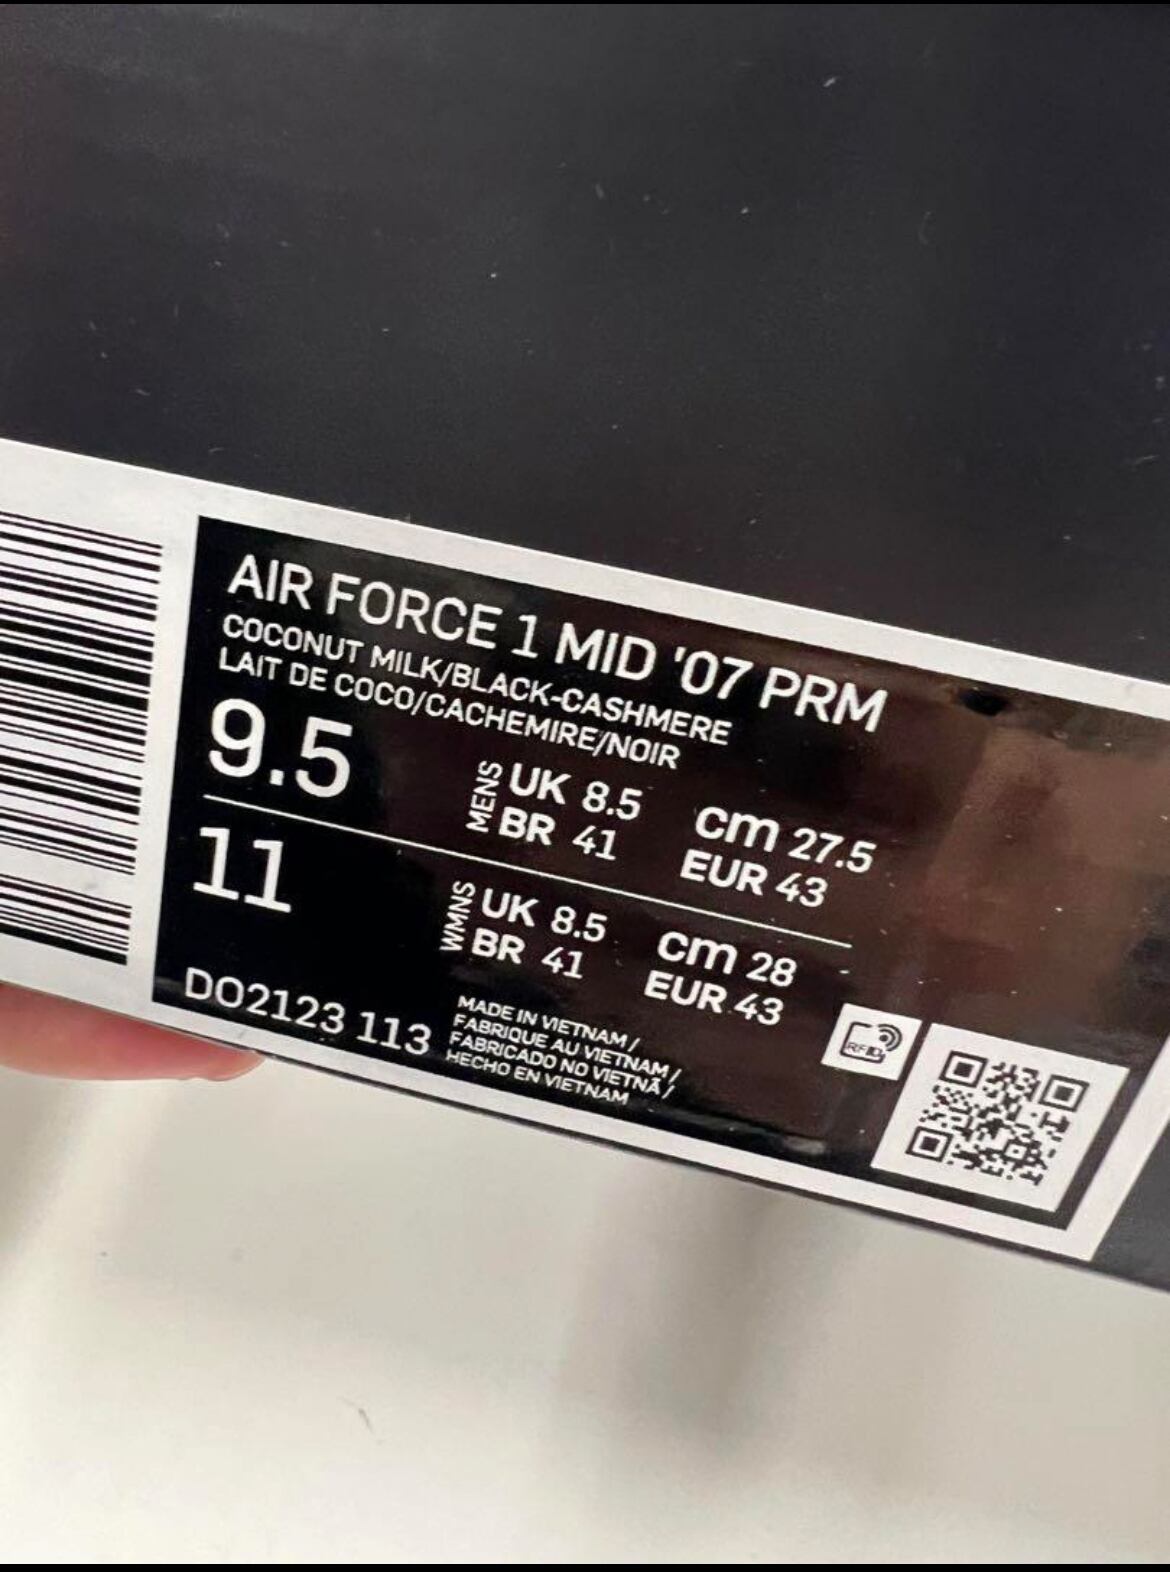 AIR FORCE 1 MID '07 PRM
COCONUT MILK/BLACK-CASHMERE
LAIT DE COCO/CACHEMIRE/NOIR
9.5
MENS
UK 8.5
BR 41
cm 27.5
EUR 43
11
WMNS
UK 8.5
BR 41
cm 28
EUR 43
DO2123 113
MADE IN VIETNAM /
FABRIQUE AU VIETNAM /
FABRICADO NO VIETNÃ /
HECHO EN VIETNAM
RFID